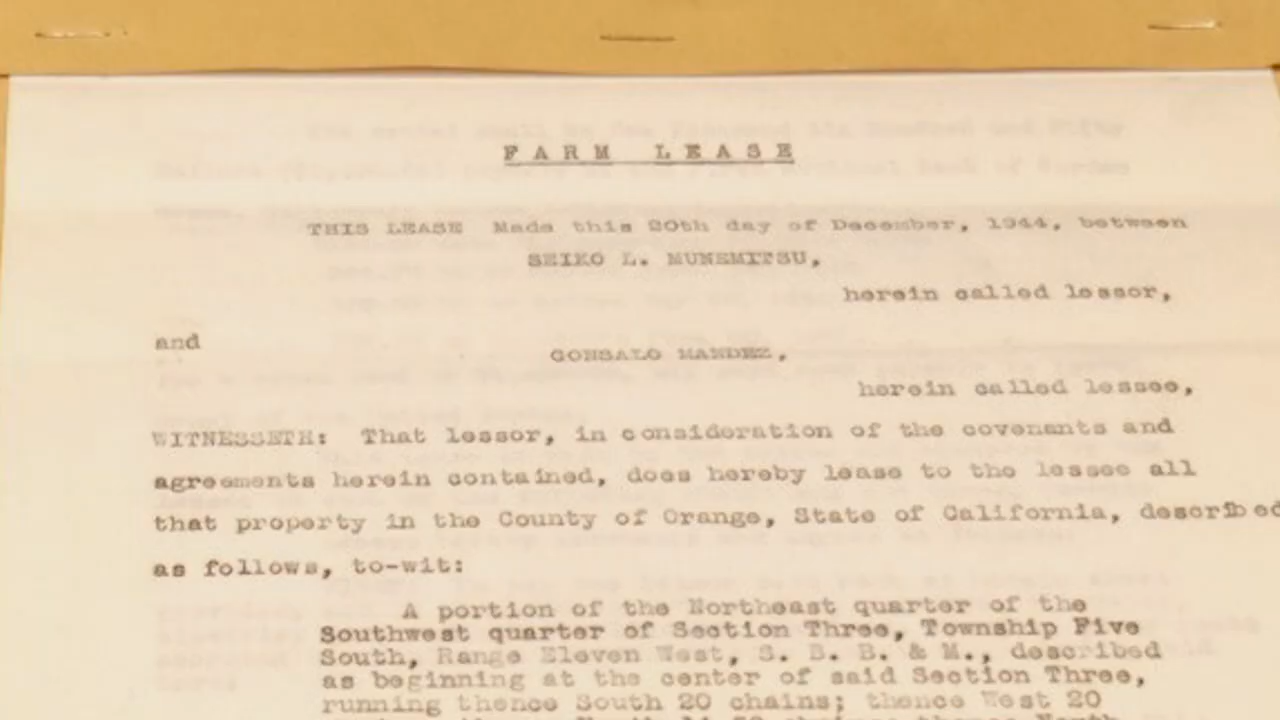 FARM LEASE
THIS LEASE Made this 20th day of December, 1944, between
SEIKO L. MUNEMITSU,
herein called lessor,
and
GONSALO MANDEZ,
herein called lessee,
WITNESSETH: That lessor, in consideration of the covenants and
agreements herein contained, does hereby lease to the lessee all
that property in the County of Orange, State of California, described
as follows, to-wit:
A portion of the Northeast quarter of the
Southwest quarter of Section Three, Township Five
South, Range Eleven West, S. B. B. & M., described
as beginning at the center of said Section Three,
running thence South 20 chains; thence West 20